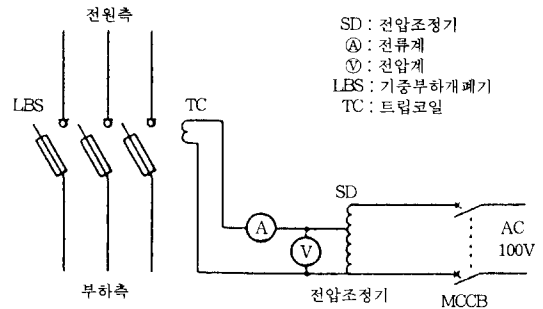 전원측
SD : 전압조정기
Ⓐ : 전류계
Ⓥ : 전압계
LBS : 기중부하개폐기
TC : 트립코일
LBS
TC
SD
A
V
AC
100V
부하측
전압조정기
MCCB